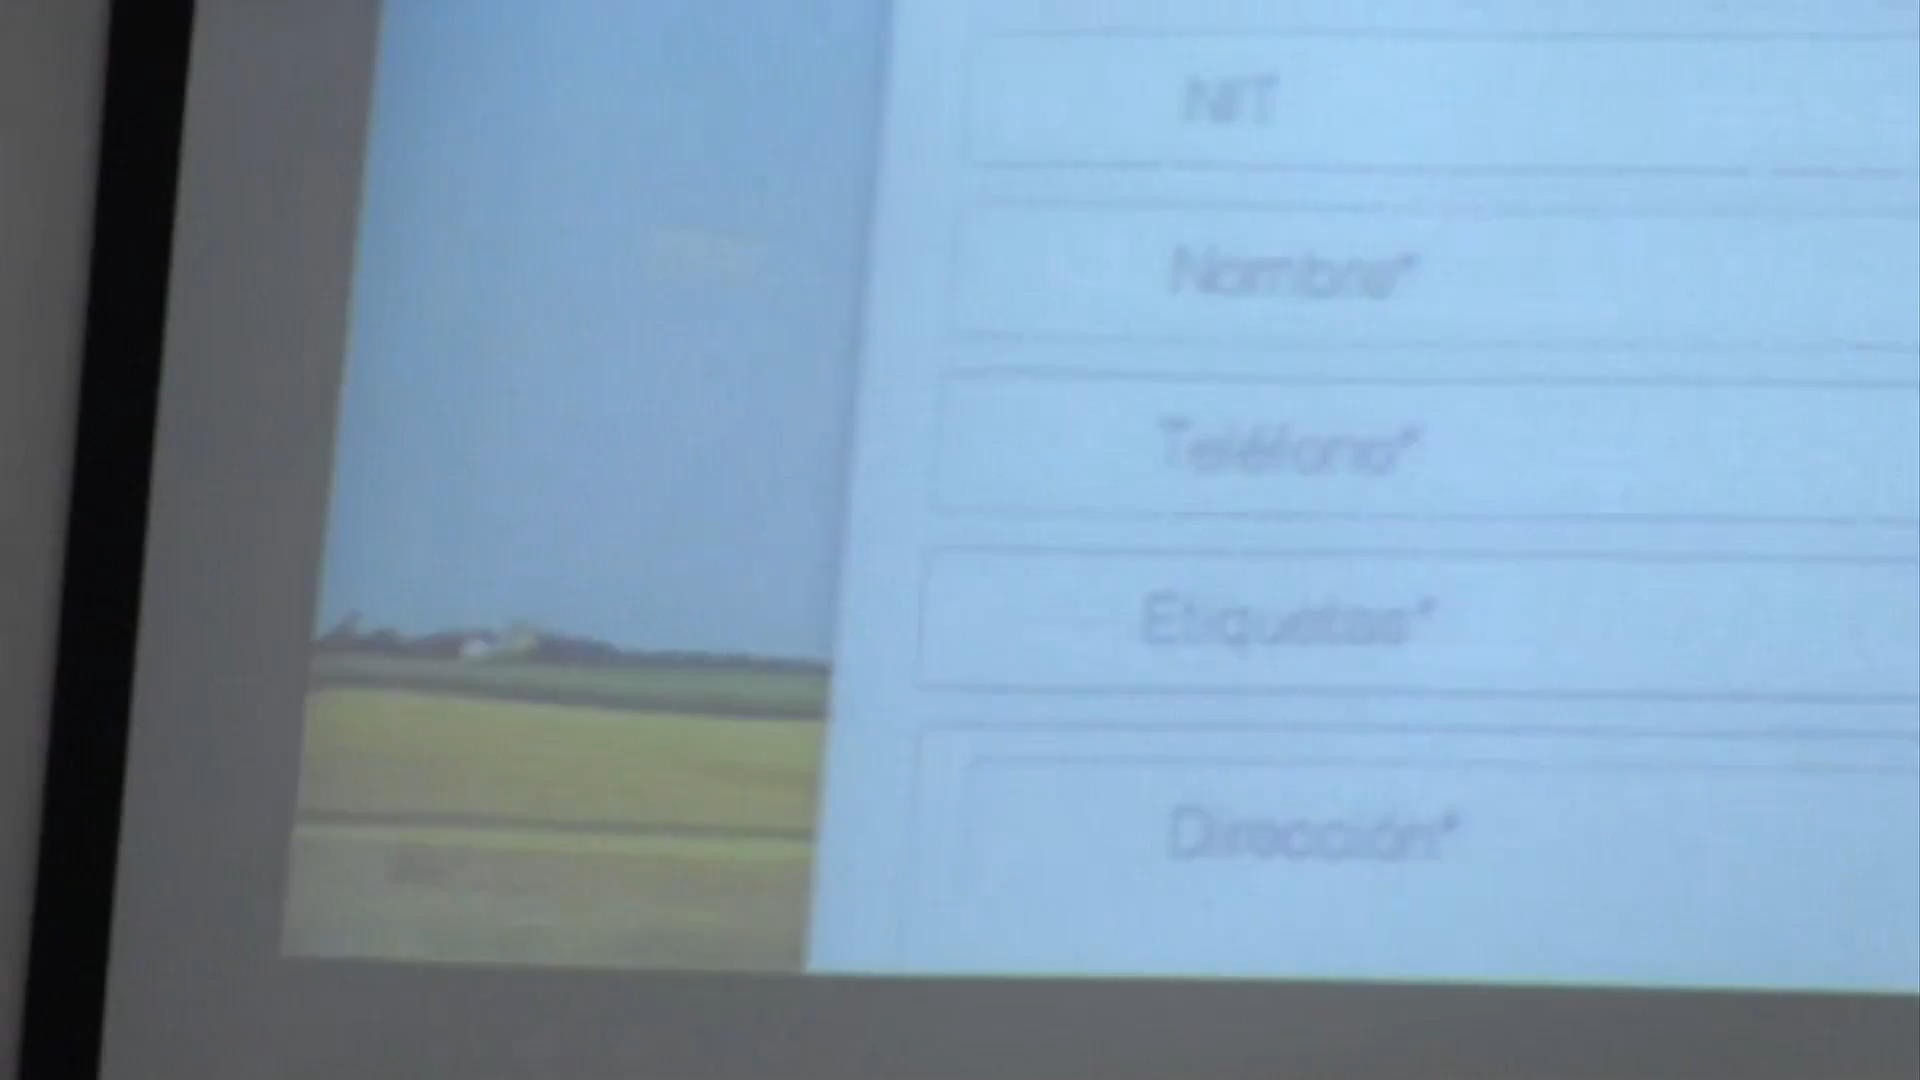 NIT
Nombre*
Teléfono*
Etiquetas*
Dirección*